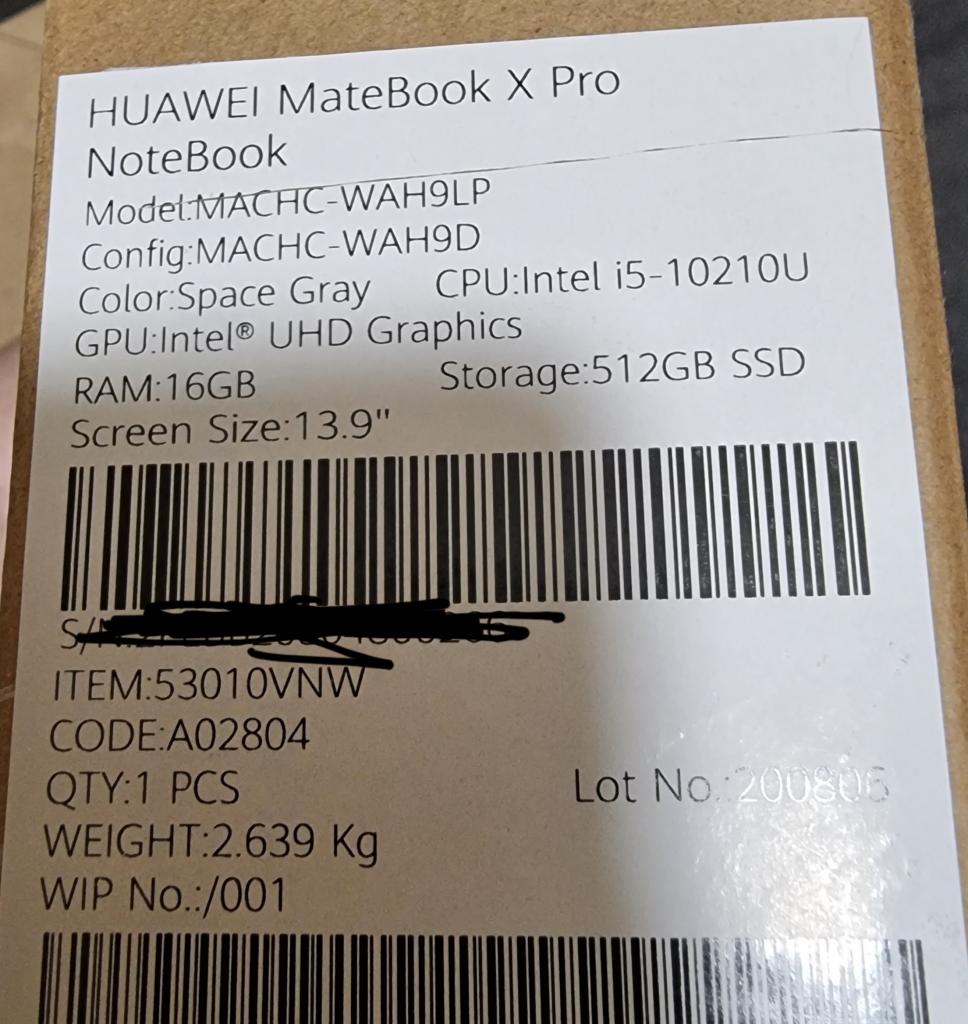 HUAWEI MateBook X Pro
NoteBook
Model:MACHC-WAH9LP
Config:MACHC-WAH9D
Color:Space Gray CPU:Intel i5-10210U
GPU:Intel® UHD Graphics
RAM:16GB Storage:512GB SSD
Screen Size:13.9"
ITEM:53010VNW
CODE:A02804
QTY:1 PCS Lot No.:200806
WEIGHT:2.639 Kg
WIP No.:/001